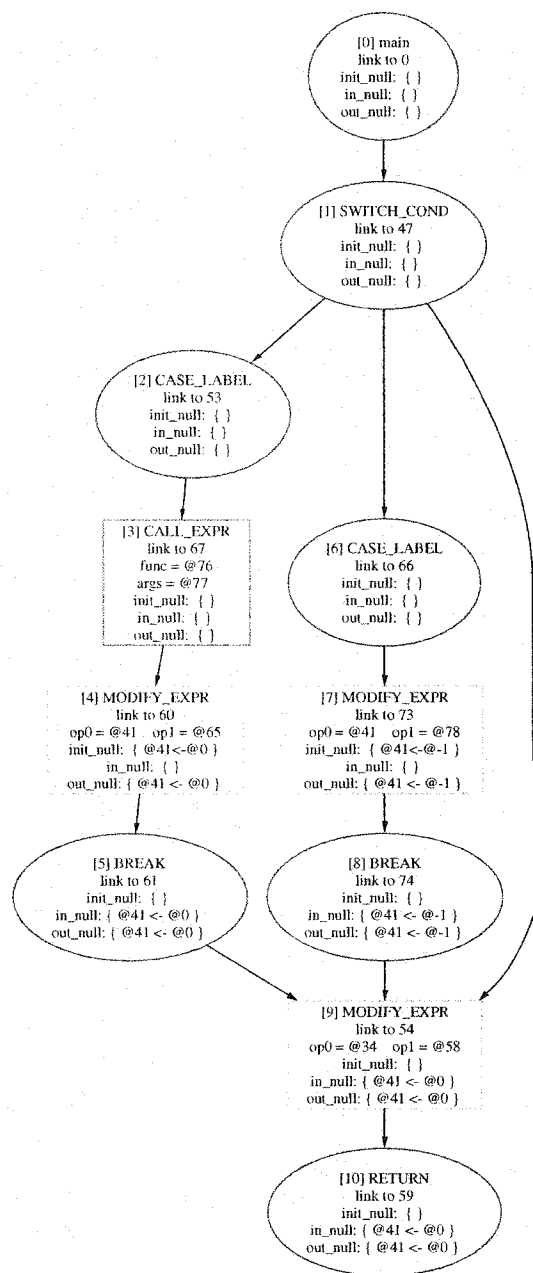 [0] main
link to 0
init_null: { }
in_null: { }
out_null: { }
[1] SWITCH_COND
link to 47
init_null: { }
in_null: { }
out_null: { }
[2] CASE_LABEL
link to 53
init_null: { }
in_null: { }
out_null: { }
[3] CALL_EXPR
link to 67
func = @76
args = @77
init_null: { }
in_null: { }
out_null: { }
[6] CASE_LABEL
link to 66
init_null: { }
in_null: { }
out_null: { }
[4] MODIFY_EXPR
link to 60
op0 = @41 op1 = @65
init_null: { @41<-@0 }
in_null: { }
out_null: { @41 <- @0 }
[7] MODIFY_EXPR
link to 73
op0 = @41 op1 = @78
init_null: { @41<-@-1 }
in_null: { }
out_null: { @41 <- @-1 }
[5] BREAK
link to 61
init_null: { }
in_null: { @41 <- @0 }
out_null: { @41 <- @0 }
[8] BREAK
link to 74
init_null: { }
in_null: { @41 <- @-1 }
out_null: { @41 <- @-1 }
[9] MODIFY_EXPR
link to 54
op0 = @34 op1 = @58
init_null: { }
in_null: { @41 <- @0 }
out_null: { @41 <- @0 }
[10] RETURN
link to 59
init_null: { }
in_null: { @41 <- @0 }
out_null: { @41 <- @0 }